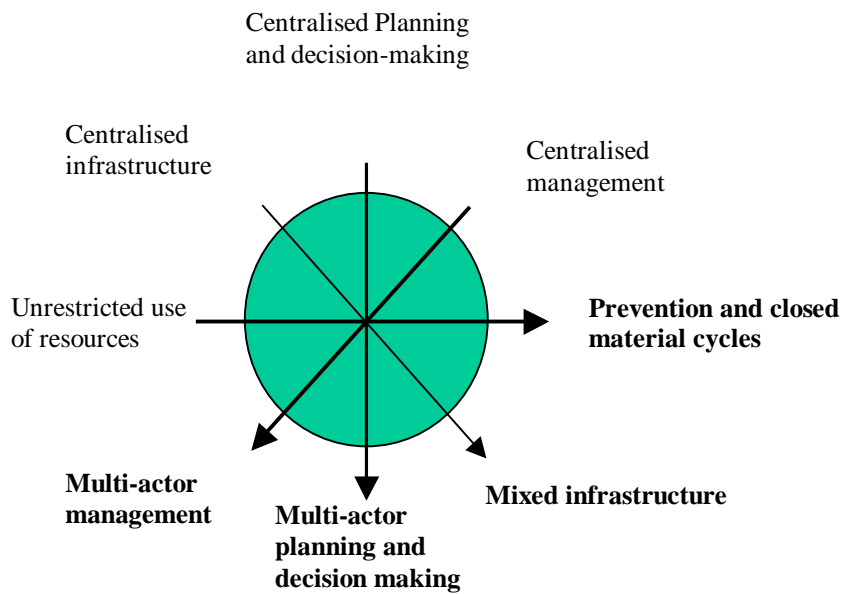 Centralised Planning
and decision-making
Centralised
infrastructure
Centralised
management
Unrestricted use
of resources
Prevention and closed
material cycles
Multi-actor
management
Mixed infrastructure
Multi-actor
planning and
decision making